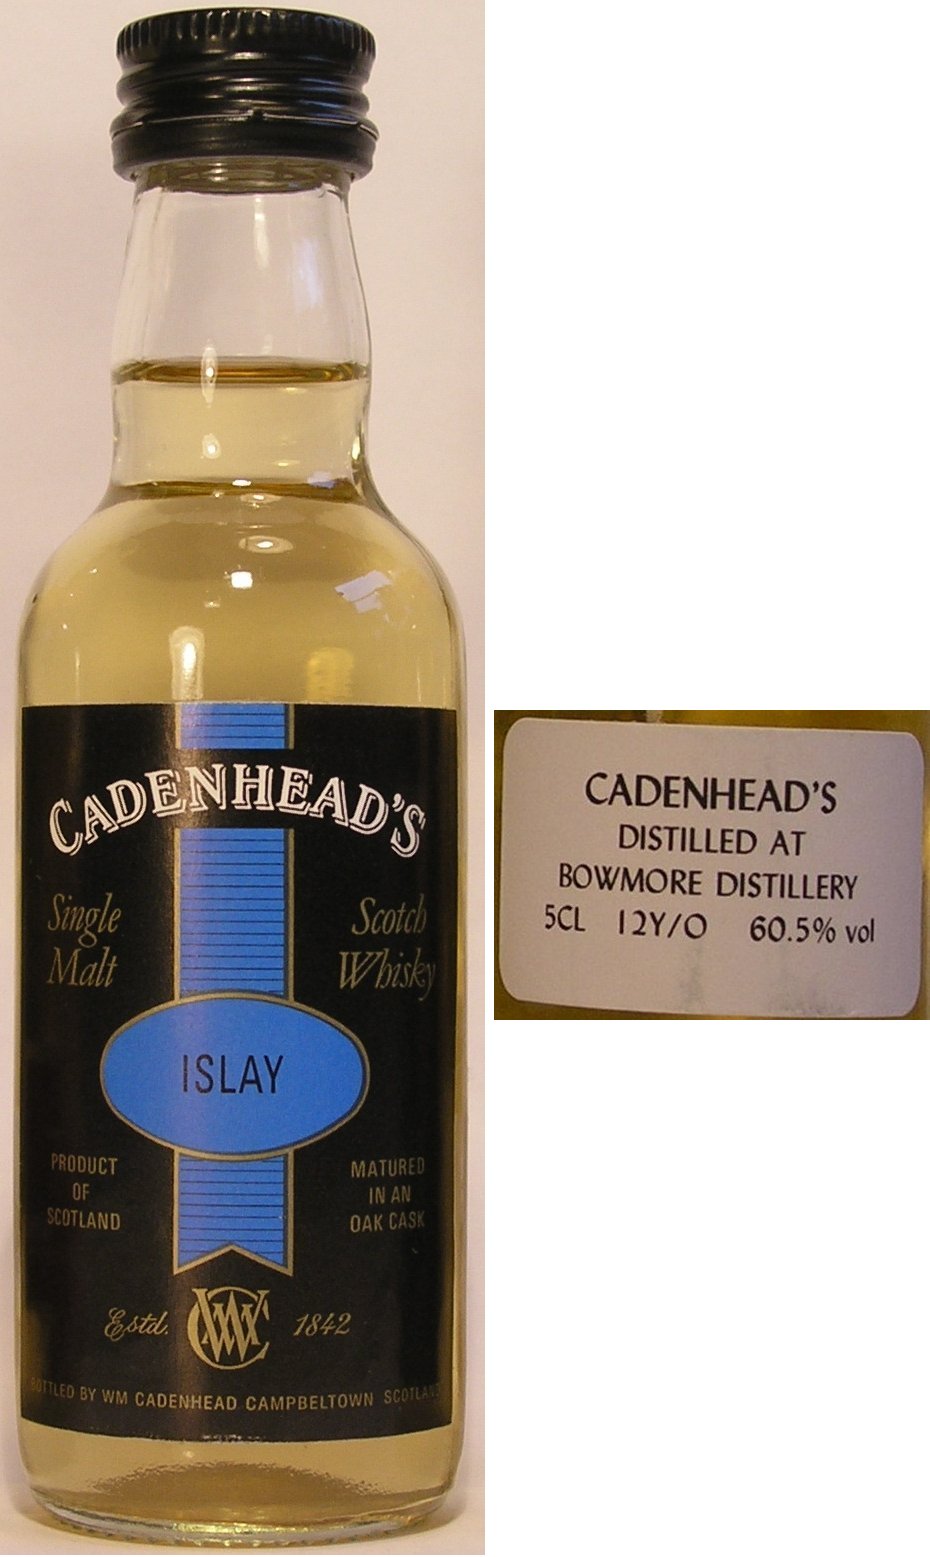 CADENHEAD'S
Single Malt
Scotch Whisky
ISLAY
PRODUCT OF SCOTLAND
MATURED IN AN OAK CASK
Estd. WC 1842
BOTTLED BY WM CADENHEAD CAMPBELTOWN SCOTLAND
CADENHEAD'S
DISTILLED AT
BOWMORE DISTILLERY
5CL 12Y/O 60.5% vol